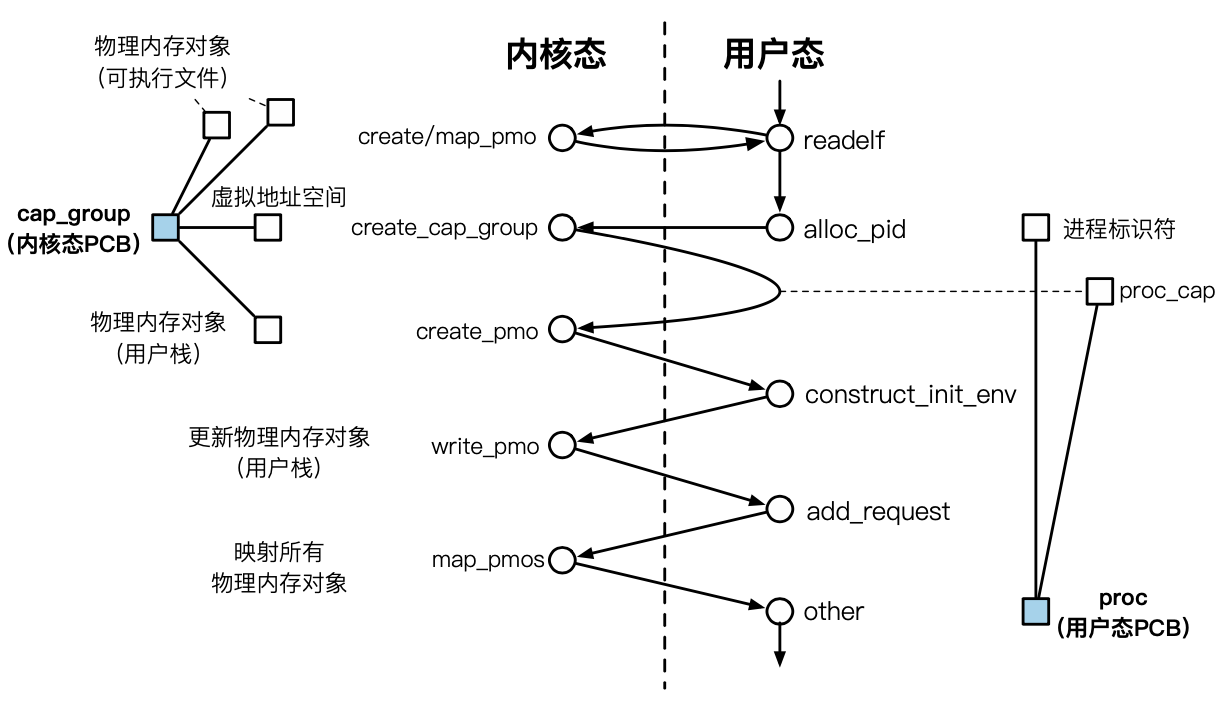 物理内存对象
（可执行文件）
内核态
用户态
create/map_pmo
readelf
虚拟地址空间
cap_group
（内核态PCB）
create_cap_group
alloc_pid
进程标识符
proc_cap
物理内存对象
（用户栈）
create_pmo
construct_init_env
更新物理内存对象
（用户栈）
write_pmo
add_request
映射所有
物理内存对象
map_pmos
other
proc
（用户态PCB）